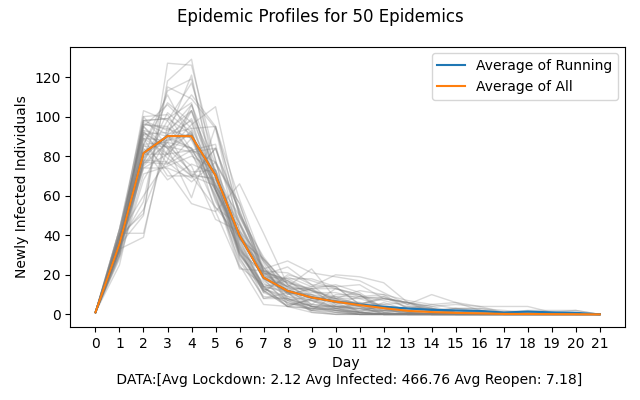 Epidemic Profiles for 50 Epidemics
Average of Running
Average of All
Newly Infected Individuals
120
100
80
60
40
20
0
0 1 2 3 4 5 6 7 8 9 10 11 12 13 14 15 16 17 18 19 20 21
Day
DATA:[Avg Lockdown: 2.12 Avg Infected: 466.76 Avg Reopen: 7.18]